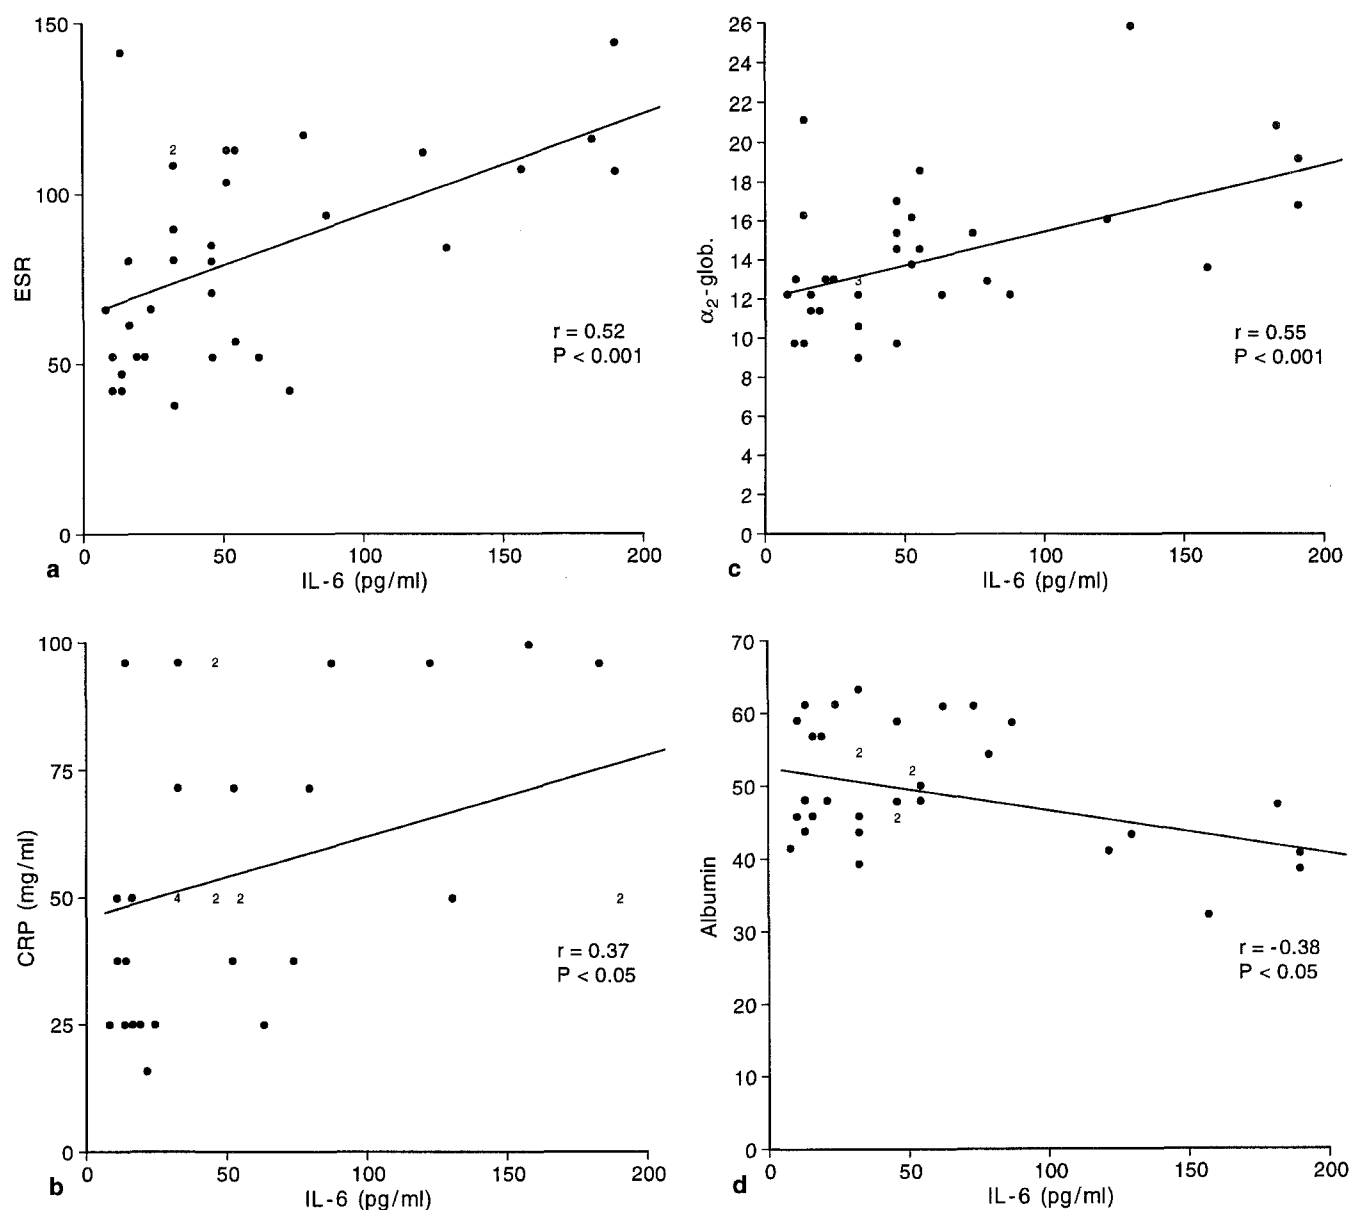 150
100
50
0
ESR
2
r = 0.52
P < 0.001
0 50 100 150 200
IL-6 (pg/ml)
a
26
24
22
20
18
16
14
12
10
8
6
4
2
0
α2-glob.
3
r = 0.55
P < 0.001
0 50 100 150 200
IL-6 (pg/ml)
c
100
75
50
25
0
CRP (mg/ml)
2
4 2 2 2
r = 0.37
P < 0.05
0 50 100 150 200
IL-6 (pg/ml)
b
70
60
50
40
30
20
10
0
Albumin
2
2
2
r = -0.38
P < 0.05
0 50 100 150 200
IL-6 (pg/ml)
d